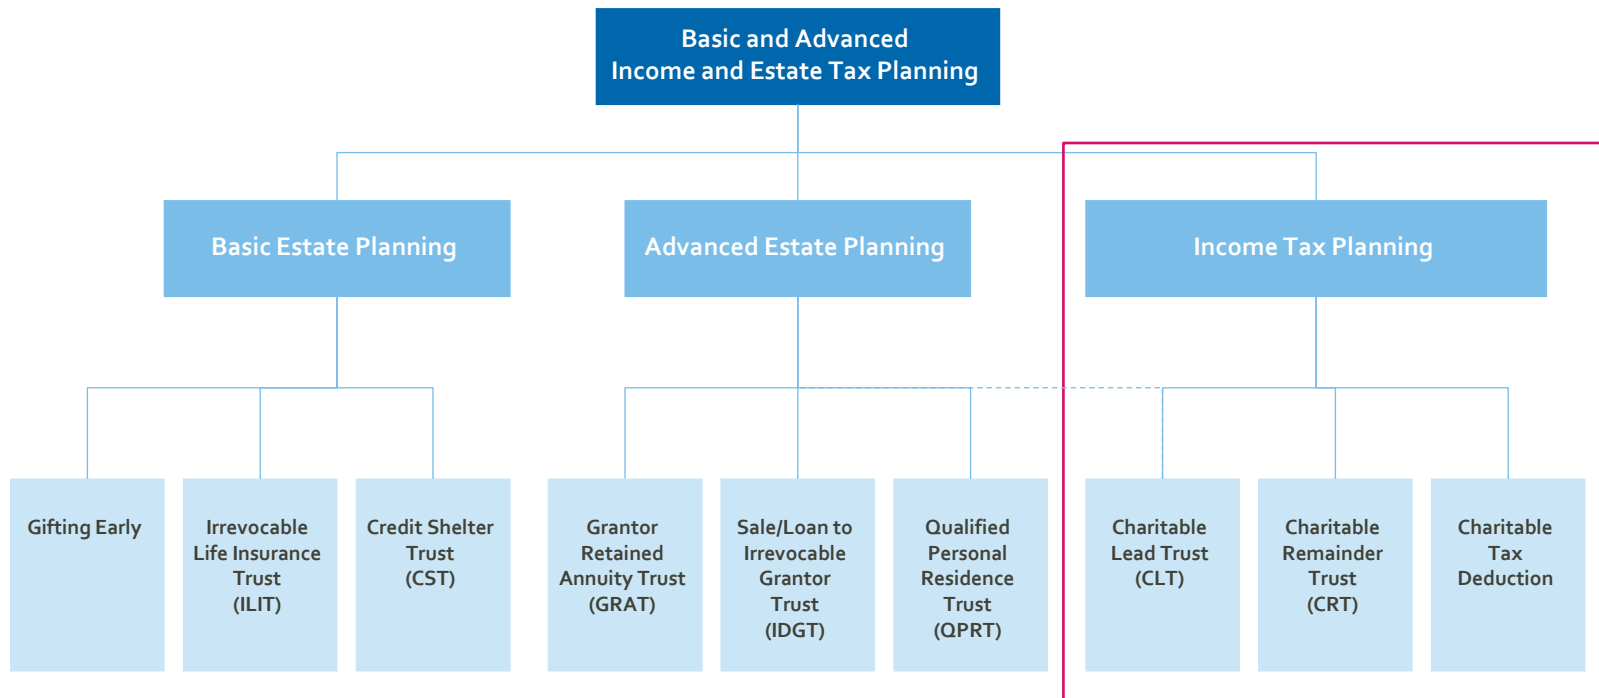 Basic and Advanced
Income and Estate Tax Planning
Basic Estate Planning
Advanced Estate Planning
Income Tax Planning
Gifting Early
Irrevocable
Life Insurance
Trust
(ILIT)
Credit Shelter
Trust
(CST)
Grantor
Retained
Annuity Trust
(GRAT)
Sale/Loan to
Irrevocable
Grantor
Trust
(IDGT)
Qualified
Personal
Residence
Trust
(QPRT)
Charitable
Lead Trust
(CLT)
Charitable
Remainder
Trust
(CRT)
Charitable
Tax
Deduction